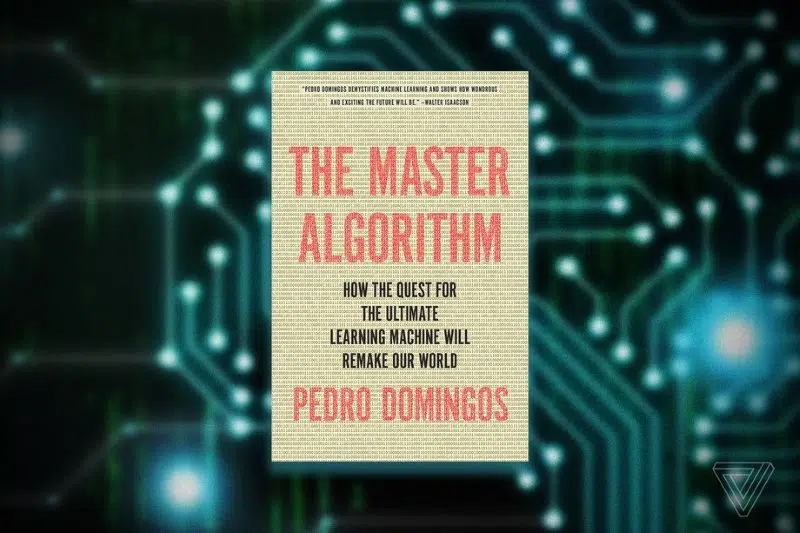 "PEDRO DOMINGOS DEMYSTIFIES MACHINE LEARNING AND SHOWS HOW WONDROUS
AND EXCITING THE FUTURE WILL BE." —WALTER ISAACSON
THE MASTER
ALGORITHM
HOW THE QUEST FOR
THE ULTIMATE
LEARNING MACHINE WILL
REMAKE OUR WORLD
PEDRO DOMINGOS